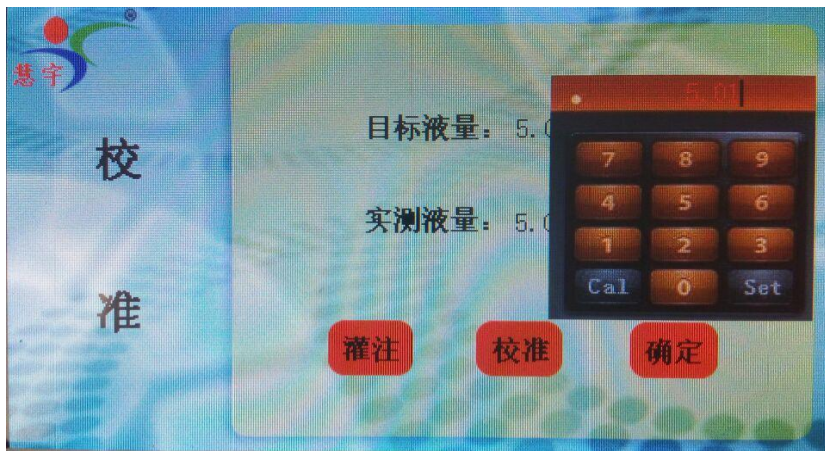 ®
慧宇
校准
目标液量: 5.0
实测液量: 5.0
5.01
7 8 9
4 5 6
1 2 3
Cal 0 Set
灌注 校准 确定